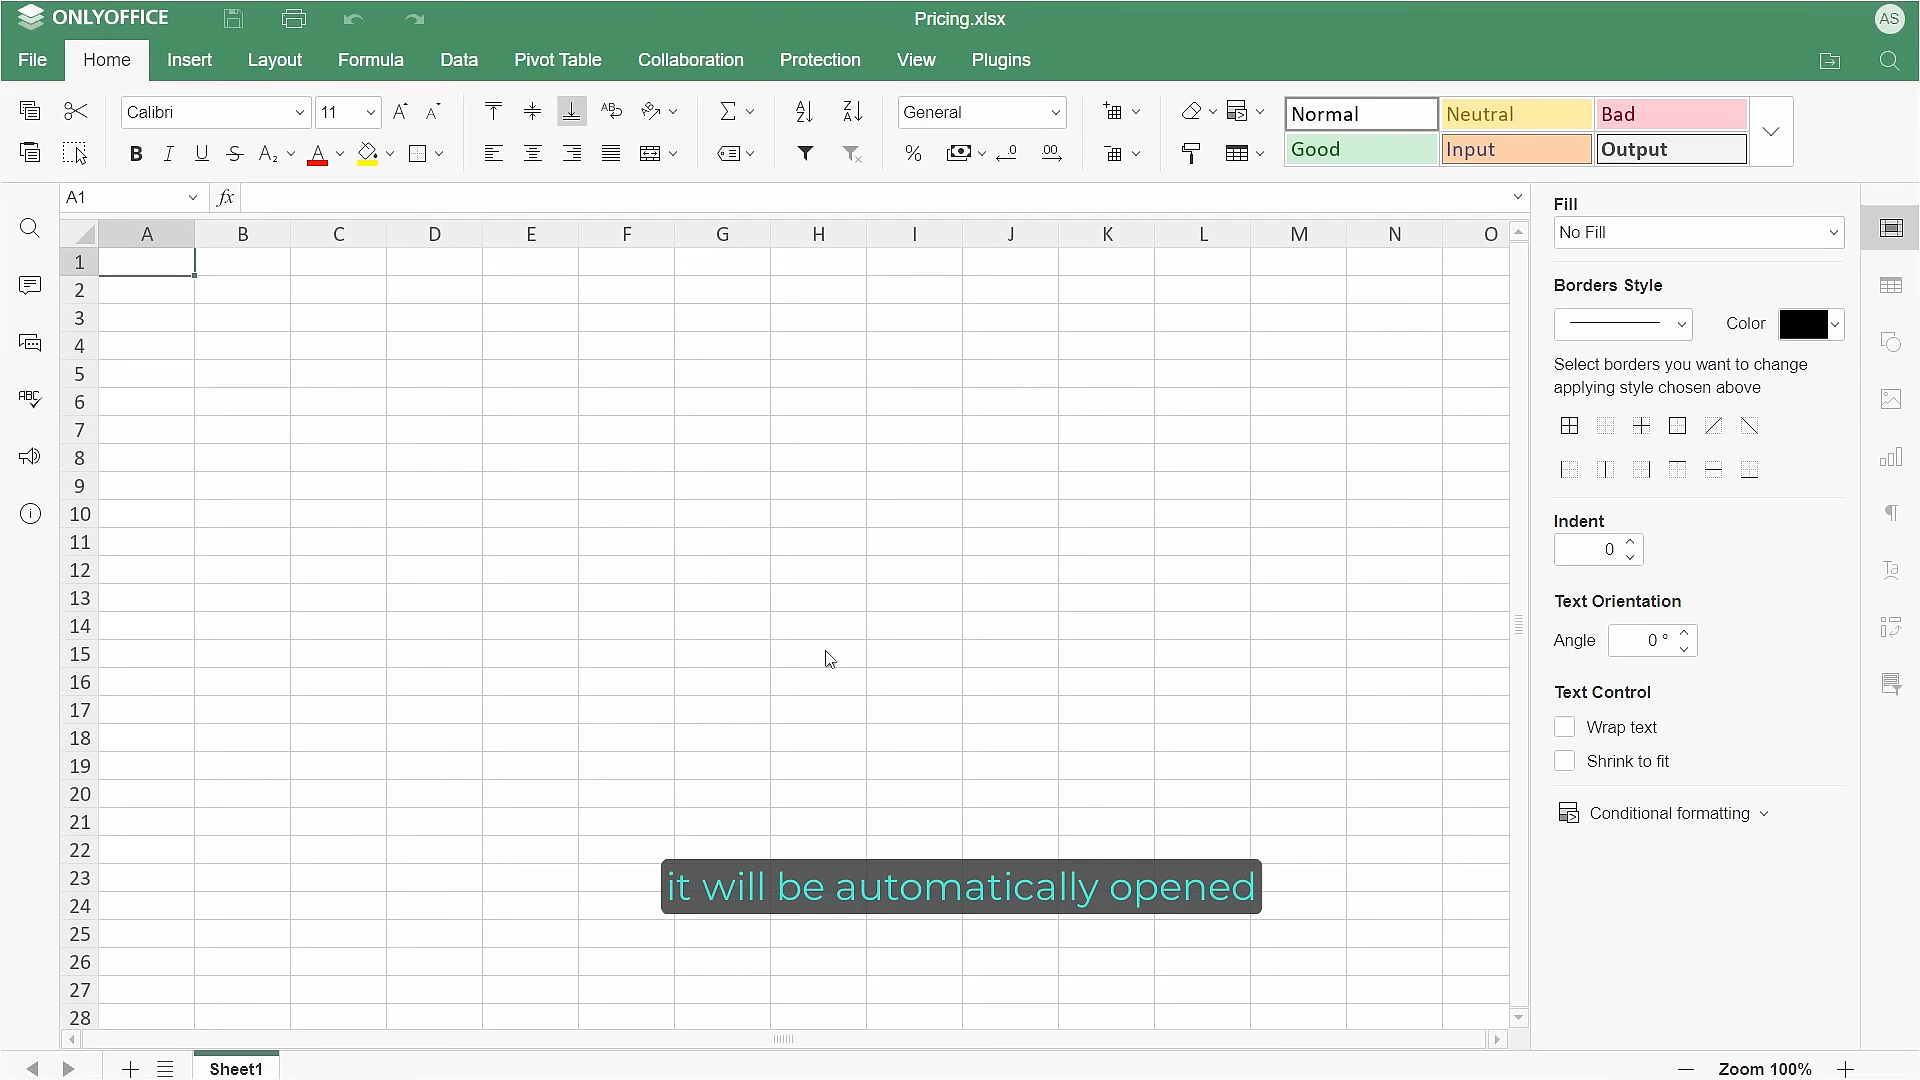 ONLYOFFICE
Pricing.xlsx
AS
File Home Insert Layout Formula Data Pivot Table Collaboration Protection View Plugins
Calibri 11 General
Normal Neutral Bad
Good Input Output
A1 fx
A B C D E F G H I J K L M N O
1
2
3
4
5
6
7
8
9
10
11
12
13
14
15
16
17
18
19
20
21
22
23
24
25
26
27
28
Fill
No Fill
Borders Style
Color
Select borders you want to change
applying style chosen above
Indent
0
Text Orientation
Angle 0 °
Text Control
Wrap text
Shrink to fit
Conditional formatting
it will be automatically opened
Sheet1
Zoom 100%